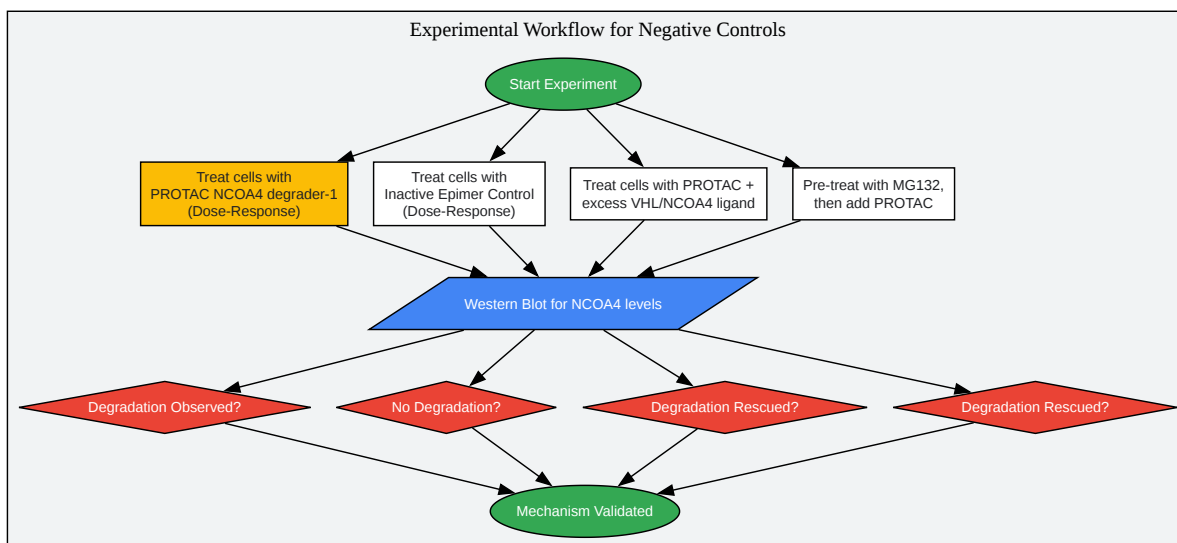 Experimental Workflow for Negative Controls
Start Experiment
Treat cells with
PROTAC NCOA4 degrader-1
(Dose-Response)
Treat cells with
Inactive Epimer Control
(Dose-Response)
Treat cells with PROTAC +
excess VHL/NCOA4 ligand
Pre-treat with MG132,
then add PROTAC
Western Blot for NCOA4 levels
Degradation Observed?
No Degradation?
Degradation Rescued?
Degradation Rescued?
Mechanism Validated